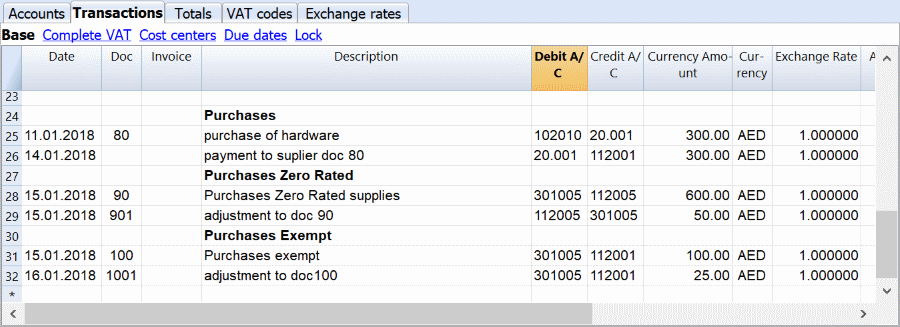 Accounts Transactions Totals VAT codes Exchange rates
Base Complete VAT Cost centers Due dates Lock
Date Doc Invoice Description Debit A/ Credit A/ Currency Amo- Cur- Exchange Rate A
C C unt rency
23
24 Purchases
25 11.01.2018 80 purchase of hardware 102010 20.001 300.00 AED 1.000000
26 14.01.2018 payment to suplier doc 80 20.001 112001 300.00 AED 1.000000
27 Purchases Zero Rated
28 15.01.2018 90 Purchases Zero Rated supplies 301005 112005 600.00 AED 1.000000
29 15.01.2018 901 adjustment to doc 90 112005 301005 50.00 AED 1.000000
30 Purchases Exempt
31 15.01.2018 100 Purchases exempt 301005 112001 100.00 AED 1.000000
32 16.01.2018 1001 adjustment to doc100 301005 112001 25.00 AED 1.000000
*